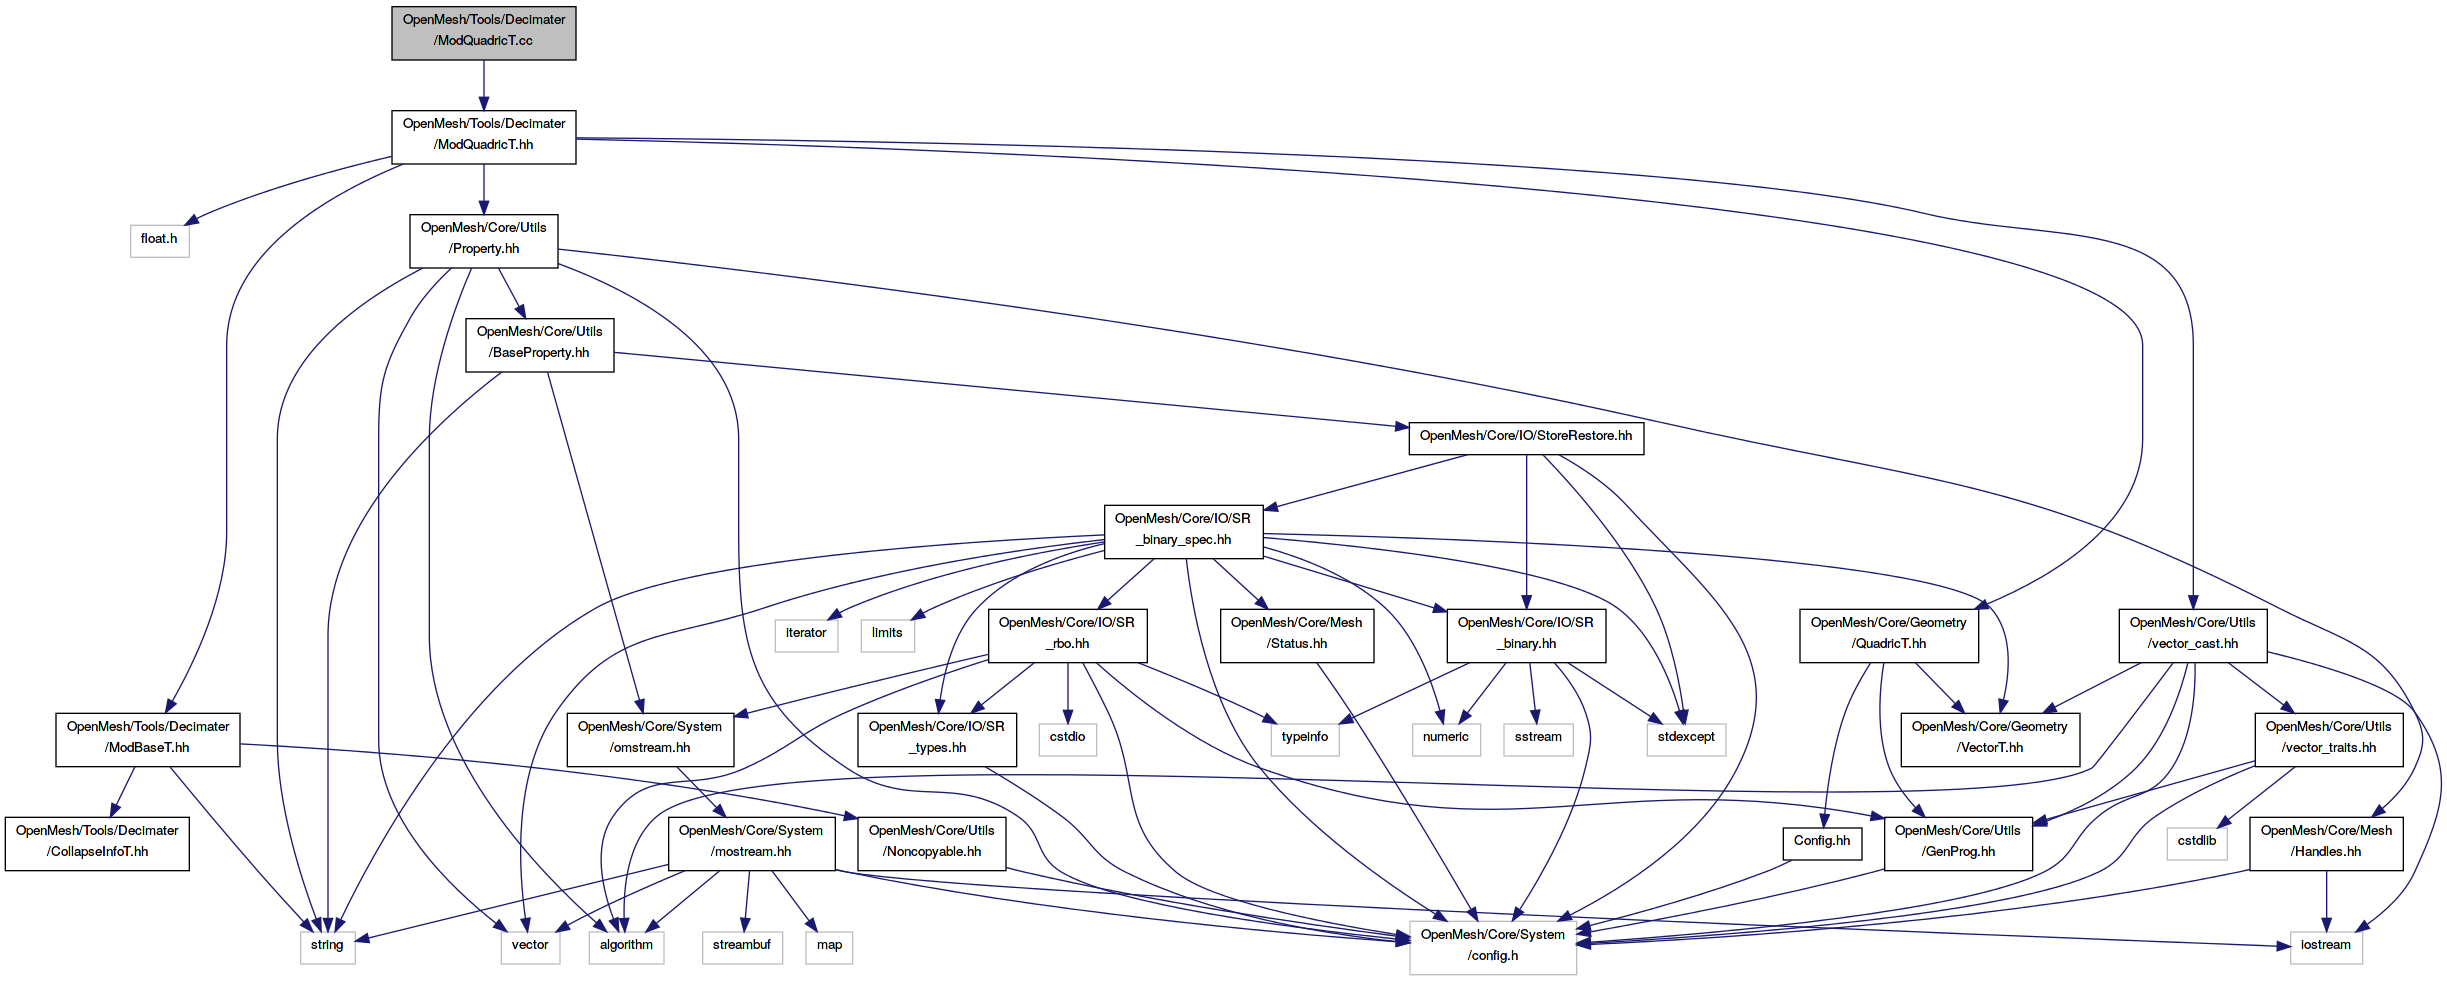 OpenMesh/Tools/Decimater
/ModQuadricT.cc
OpenMesh/Tools/Decimater
/ModQuadricT.hh
float.h
OpenMesh/Core/Utils
/Property.hh
OpenMesh/Core/Utils
/BaseProperty.hh
OpenMesh/Core/IO/StoreRestore.hh
OpenMesh/Core/IO/SR
_binary_spec.hh
iterator
limits
OpenMesh/Core/IO/SR
_rbo.hh
OpenMesh/Core/Mesh
/Status.hh
OpenMesh/Core/IO/SR
_binary.hh
OpenMesh/Core/Geometry
/QuadricT.hh
OpenMesh/Core/Utils
/vector_cast.hh
OpenMesh/Tools/Decimater
/ModBaseT.hh
OpenMesh/Core/System
/omstream.hh
OpenMesh/Core/IO/SR
_types.hh
cstdio
typeinfo
numeric
sstream
stdexcept
OpenMesh/Core/Geometry
/VectorT.hh
OpenMesh/Core/Utils
/vector_traits.hh
OpenMesh/Tools/Decimater
/CollapseInfoT.hh
OpenMesh/Core/System
/mostream.hh
OpenMesh/Core/Utils
/Noncopyable.hh
Config.hh
OpenMesh/Core/Utils
/GenProg.hh
cstdlib
OpenMesh/Core/Mesh
/Handles.hh
string
vector
algorithm
streambuf
map
OpenMesh/Core/System
/config.h
iostream